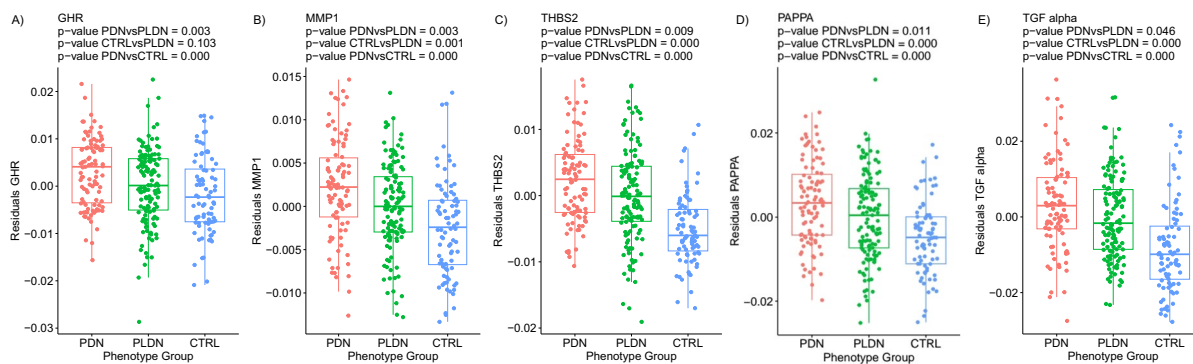 A)
GHR
p-value PDNvsPLDN = 0.003
p-value CTRLvsPLDN = 0.103
p-value PDNvsCTRL = 0.000
Residuals GHR
0.02
0.01
0.00
−0.01
−0.02
−0.03
PDN PLDN CTRL
Phenotype Group
B)
MMP1
p-value PDNvsPLDN = 0.003
p-value CTRLvsPLDN = 0.001
p-value PDNvsCTRL = 0.000
Residuals MMP1
0.015
0.010
0.005
0.000
−0.005
−0.010
PDN PLDN CTRL
Phenotype Group
C)
THBS2
p-value PDNvsPLDN = 0.009
p-value CTRLvsPLDN = 0.000
p-value PDNvsCTRL = 0.000
Residuals THBS2
0.01
0.00
−0.01
−0.02
PDN PLDN CTRL
Phenotype Group
D)
PAPPA
p-value PDNvsPLDN = 0.011
p-value CTRLvsPLDN = 0.000
p-value PDNvsCTRL = 0.000
Residuals PAPPA
0.02
0.00
−0.02
PDN PLDN CTRL
Phenotype Group
E)
TGF alpha
p-value PDNvsPLDN = 0.046
p-value CTRLvsPLDN = 0.000
p-value PDNvsCTRL = 0.000
Residuals TGF alpha
0.02
0.00
−0.02
PDN PLDN CTRL
Phenotype Group